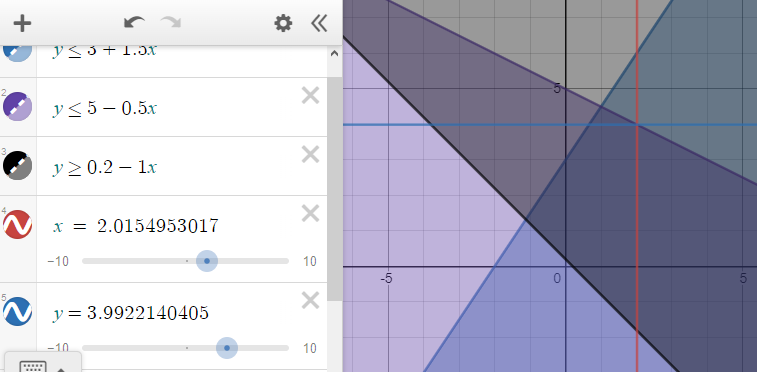 y ≤ 3 + 1.5x
2
y ≤ 5 − 0.5x
3
y ≥ 0.2 − 1x
4
x = 2.0154953017
−10 10
5
y = 3.9922140405
−10 10
5
-5 0 5